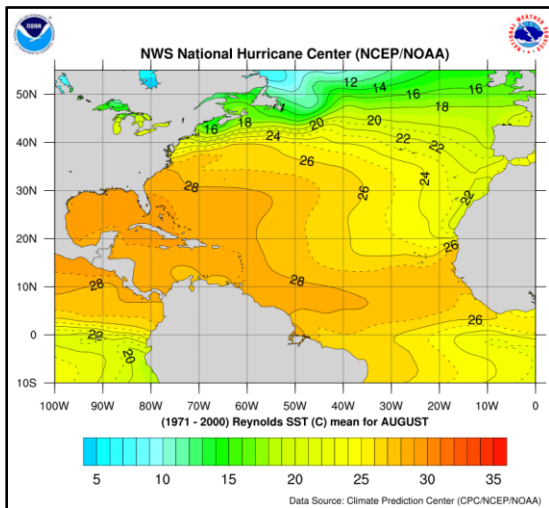 NOAA
NWS National Hurricane Center (NCEP/NOAA)
50N
40N
30N
20N
10N
0
10S
12
14
16
16
18
20
20
22
22
16
18
24
26
28
26
24
22
26
28
28
26
22
20
100W 90W 80W 70W 60W 50W 40W 30W 20W 10W 0
(1971 - 2000) Reynolds SST (C) mean for AUGUST
5 10 15 20 25 30 35
Data Source: Climate Prediction Center (CPC/NCEP/NOAA)